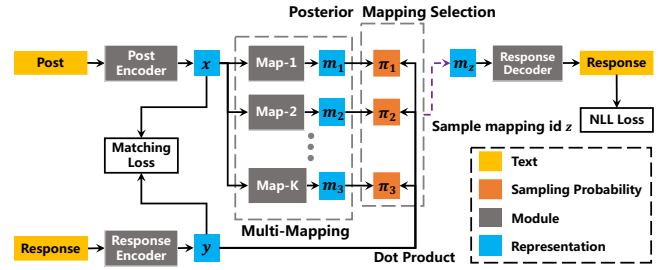 Posterior Mapping Selection
Post
Post
Encoder
x
Map-1
m₁
π₁
m_z
Response
Decoder
Response
Map-2
m₂
π₂
Sample mapping id z
NLL Loss
Matching
Loss
Map-K
m₃
π₃
Multi-Mapping
Response
Response
Encoder
y
Dot Product
Text
Sampling Probability
Module
Representation